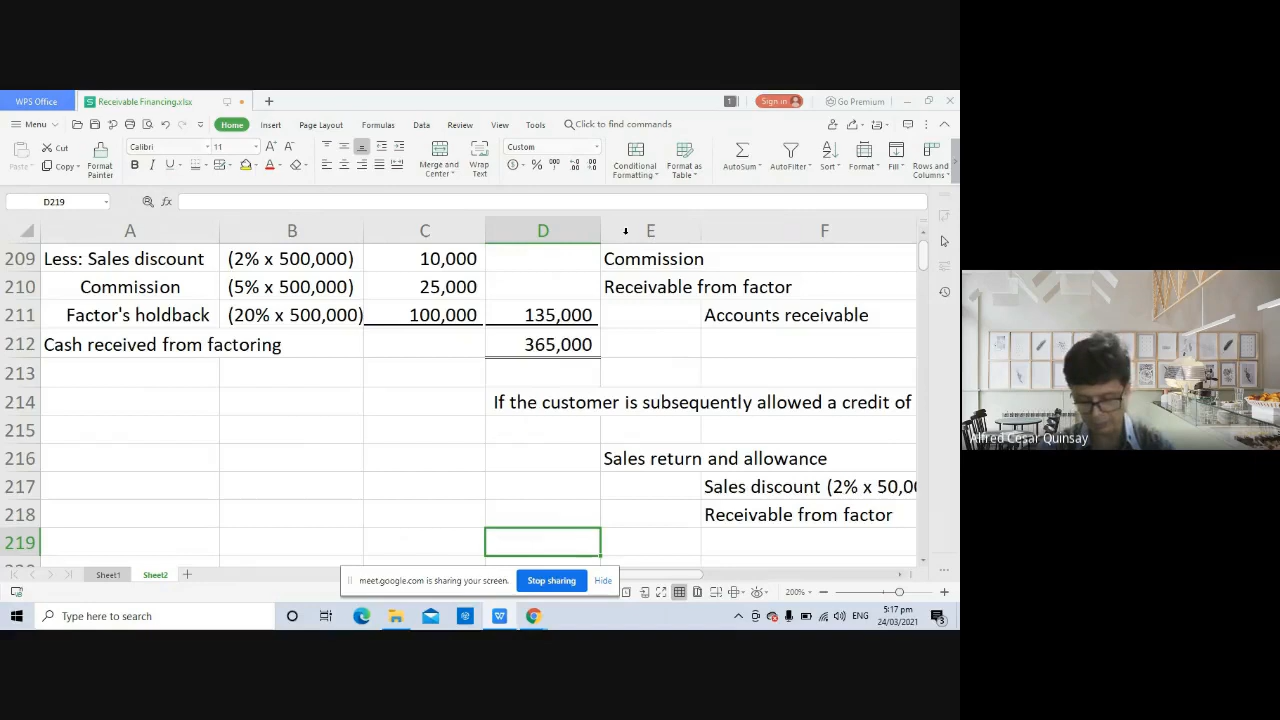 WPS Office Receivable Financing.xlsx + 1 Sign in Go Premium
Menu Home Insert Page Layout Formulas Data Review View Tools Click to find commands
Paste Cut Copy Format Painter Calibri 11 A A B I U A Merge and Center Wrap Text Custom Conditional Formatting Format as Table AutoSum AutoFilter Sort Format Fill Rows and Columns
D219 fx
A B C D E F
209 Less: Sales discount (2% x 500,000) 10,000 Commission
210 Commission (5% x 500,000) 25,000 Receivable from factor
211 Factor's holdback (20% x 500,000) 100,000 135,000 Accounts receivable
212 Cash received from factoring 365,000
213
214 If the customer is subsequently allowed a credit of
215
216 Sales return and allowance
217 Sales discount (2% x 50,00
218 Receivable from factor
219
Alfred Cesar Quinsay
Sheet1 Sheet2 + meet.google.com is sharing your screen. Stop sharing Hide
200%
Type here to search ENG 5:17 pm
24/03/2021 3